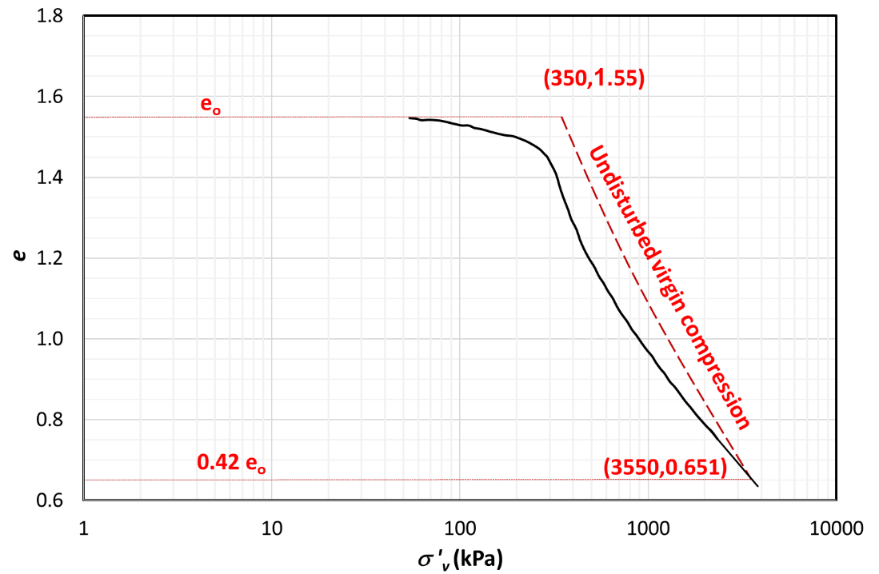 1.8
(350,1.55)
1.6
eₒ
Undisturbed virgin compression
1.4
e
1.2
1.0
0.8
0.42 eₒ
(3550,0.651)
0.6
1
10
100
1000
10000
σ'ᵥ (kPa)